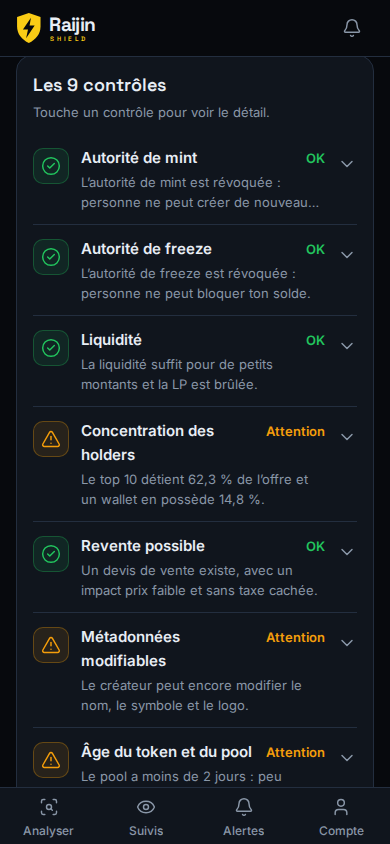 Raijin
SHIELD
Les 9 contrôles
Touche un contrôle pour voir le détail.
Autorité de mint
OK
L'autorité de mint est révoquée :
personne ne peut créer de nouveau...
Autorité de freeze
OK
L'autorité de freeze est révoquée :
personne ne peut bloquer ton solde.
Liquidité
OK
La liquidité suffit pour de petits
montants et la LP est brûlée.
Concentration des
holders
Attention
Le top 10 détient 62,3 % de l'offre et
un wallet en possède 14,8 %.
Revente possible
OK
Un devis de vente existe, avec un
impact prix faible et sans taxe cachée.
Métadonnées
modifiables
Attention
Le créateur peut encore modifier le
nom, le symbole et le logo.
Âge du token et du pool
Attention
Le pool a moins de 2 jours : peu
Analyser
Suivis
Alertes
Compte